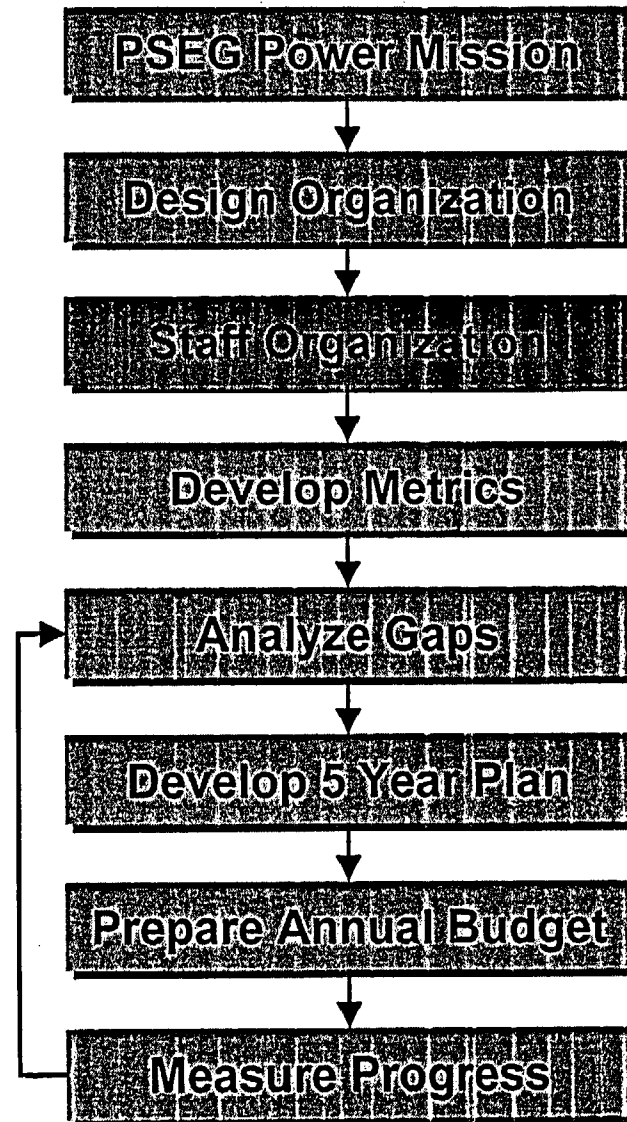 PSEG Power Mission
Design Organization
Staff Organization
Develop Metrics
Analyze Gaps
Develop 5 Year Plan
Prepare Annual Budget
Measure Progress